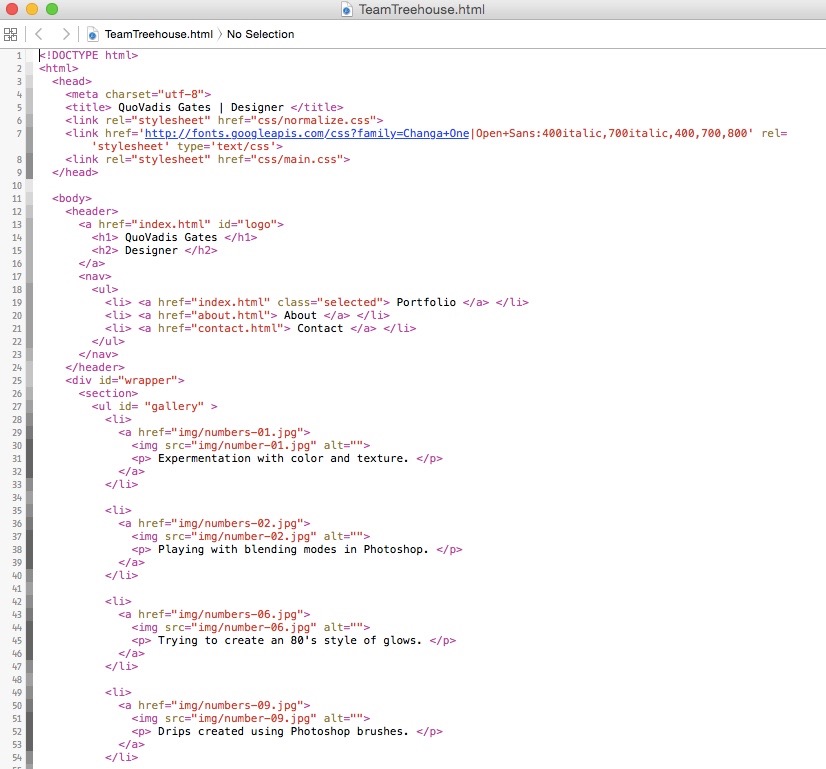 TeamTreehouse.html
TeamTreehouse.html 〉 No Selection
1 <!DOCTYPE html>
2 <html>
3 <head>
4 <meta charset="utf-8">
5 <title> QuoVadis Gates | Designer </title>
6 <link rel="stylesheet" href="css/normalize.css">
7 <link href='http://fonts.googleapis.com/css?family=Changa+One|Open+Sans:400italic,700italic,400,700,800' rel=
'stylesheet' type='text/css'>
8 <link rel="stylesheet" href="css/main.css">
9 </head>
10
11 <body>
12 <header>
13 <a href="index.html" id="logo">
14 <h1> QuoVadis Gates </h1>
15 <h2> Designer </h2>
16 </a>
17 <nav>
18 <ul>
19 <li> <a href="index.html" class="selected"> Portfolio </a> </li>
20 <li> <a href="about.html"> About </a> </li>
21 <li> <a href="contact.html"> Contact </a> </li>
22 </ul>
23 </nav>
24 </header>
25 <div id="wrapper">
26 <section>
27 <ul id= "gallery" >
28 <li>
29 <a href="img/numbers-01.jpg">
30 <img src="img/number-01.jpg" alt="">
31 <p> Expermentation with color and texture. </p>
32 </a>
33 </li>
34
35 <li>
36 <a href="img/numbers-02.jpg">
37 <img src="img/number-02.jpg" alt="">
38 <p> Playing with blending modes in Photoshop. </p>
39 </a>
40 </li>
41
42 <li>
43 <a href="img/numbers-06.jpg">
44 <img src="img/number-06.jpg" alt="">
45 <p> Trying to create an 80's style of glows. </p>
46 </a>
47 </li>
48
49 <li>
50 <a href="img/numbers-09.jpg">
51 <img src="img/number-09.jpg" alt="">
52 <p> Drips created using Photoshop brushes. </p>
53 </a>
54 </li>